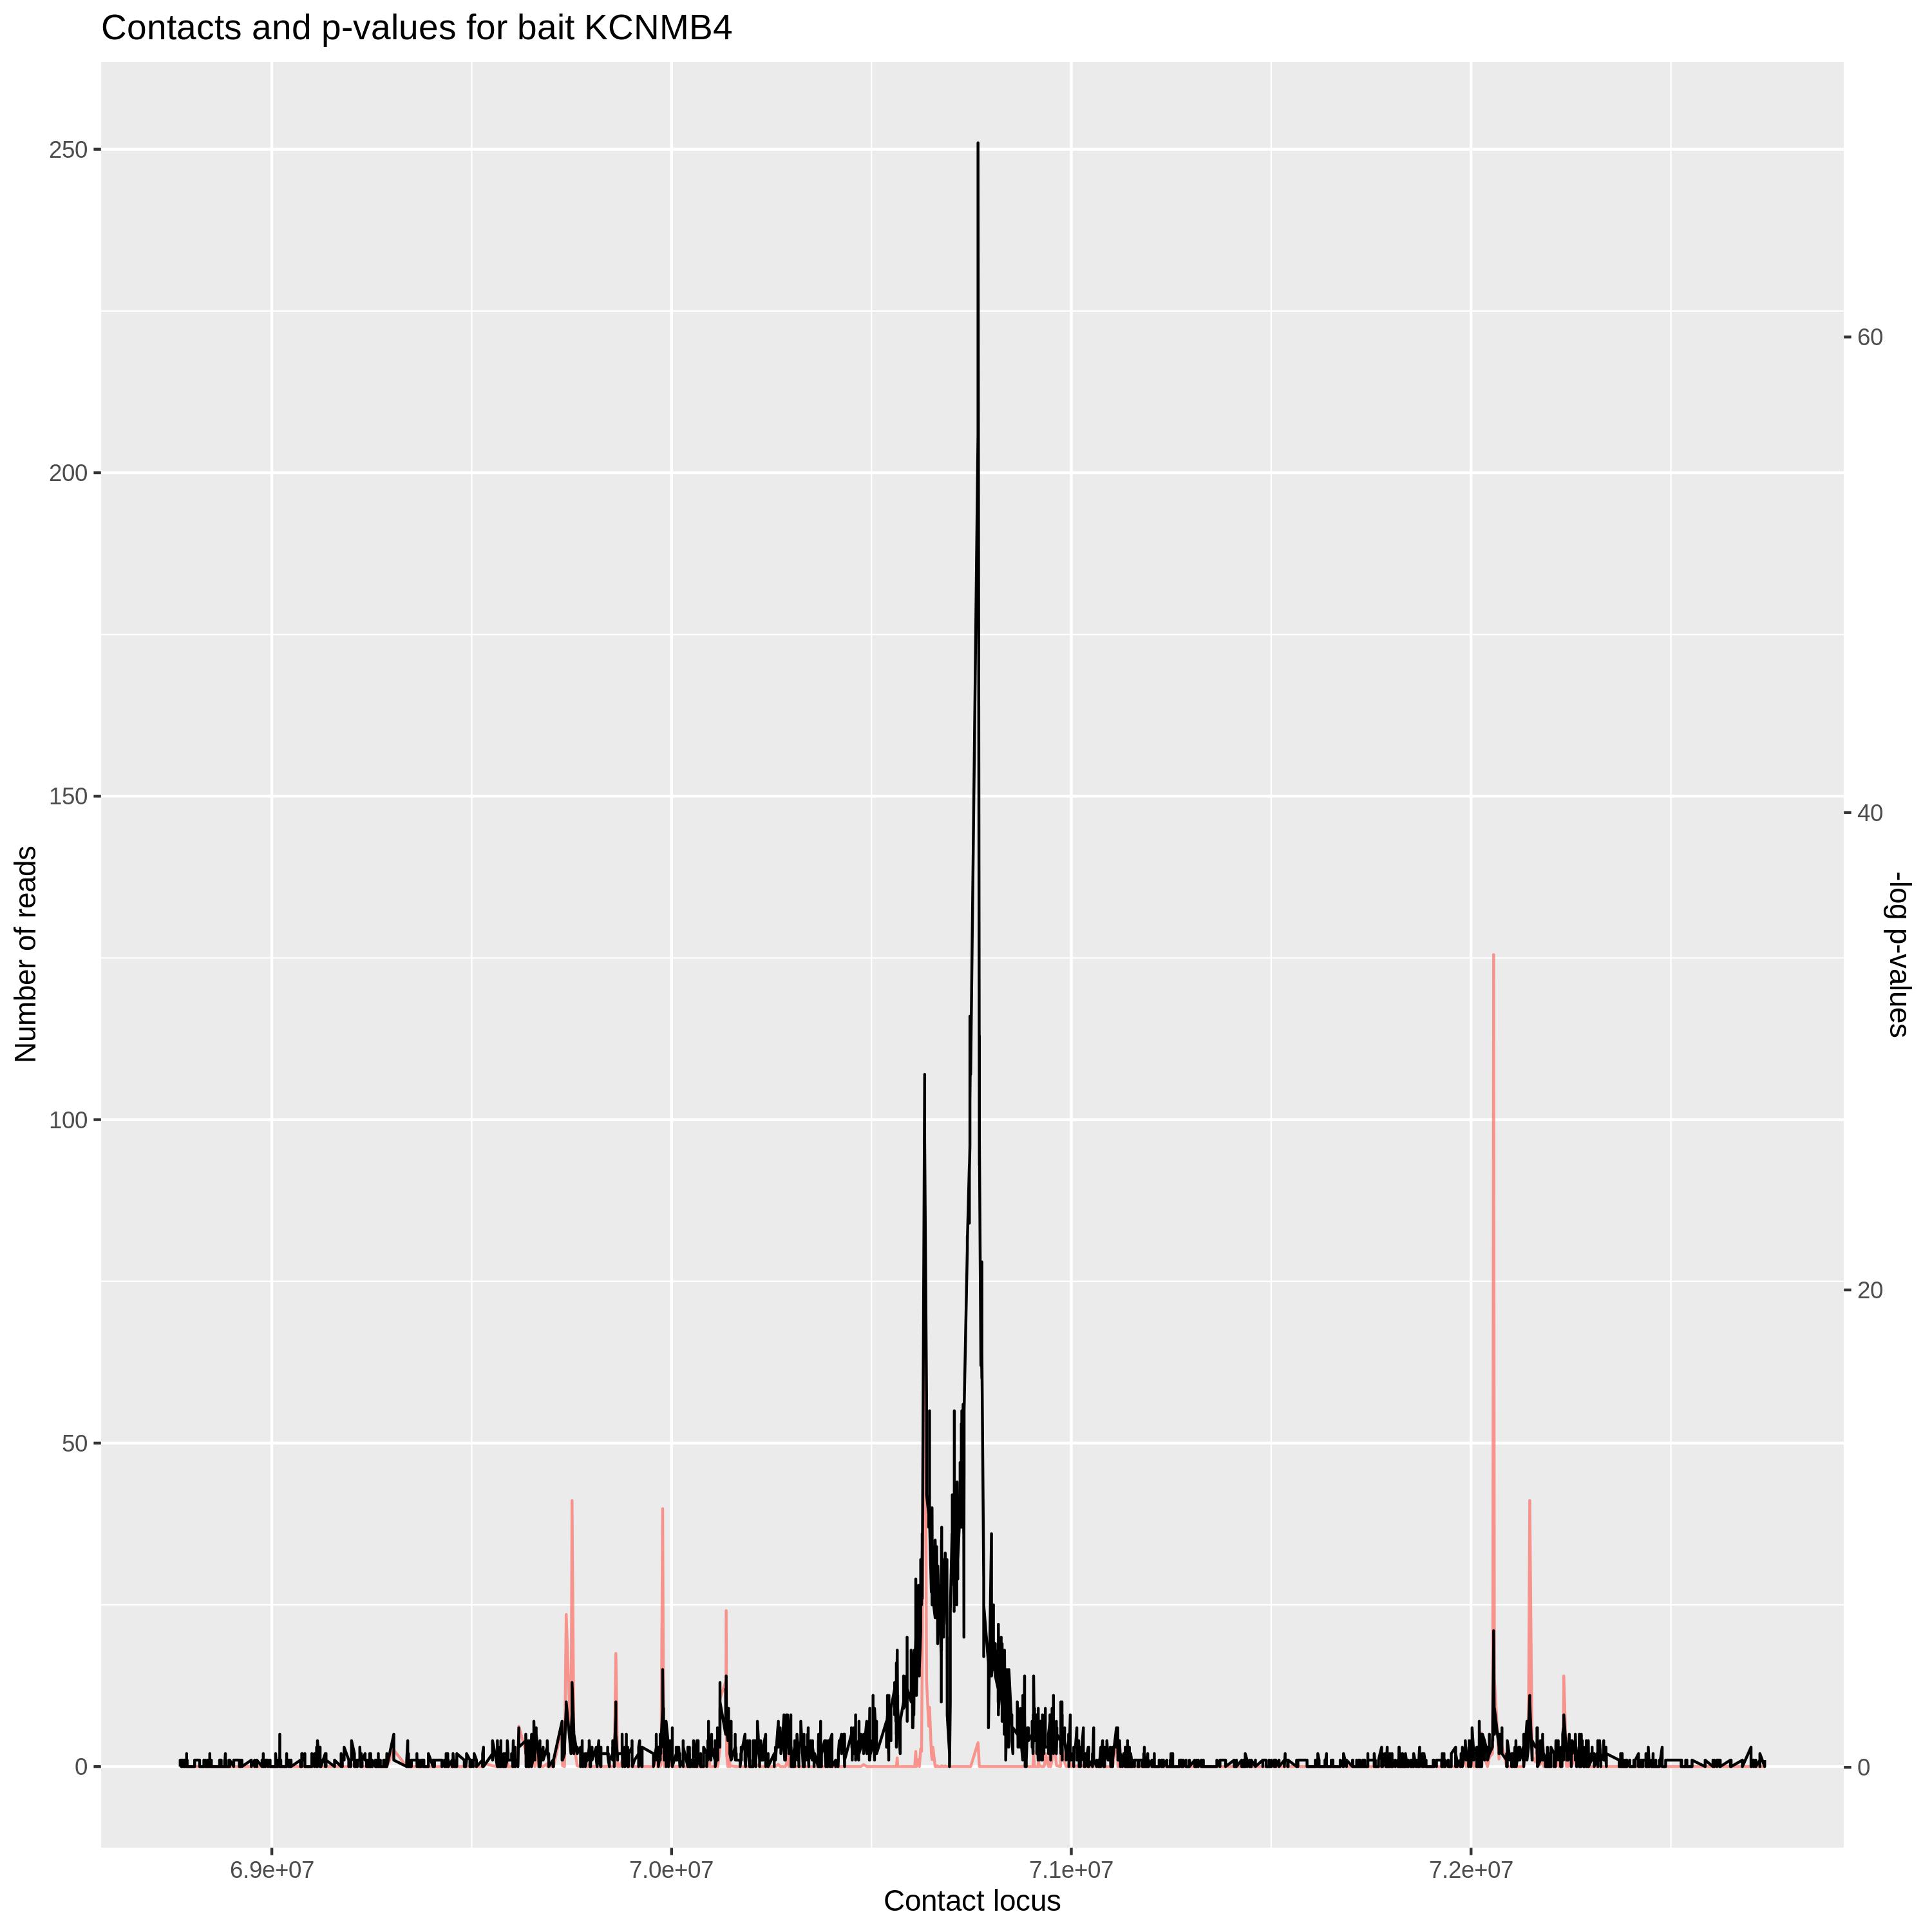 Contacts and p-values for bait KCNMB4
250
200
150
100
50
0
Number of reads
60
40
20
0
-log p-values
6.9e+07
7.0e+07
7.1e+07
7.2e+07
Contact locus